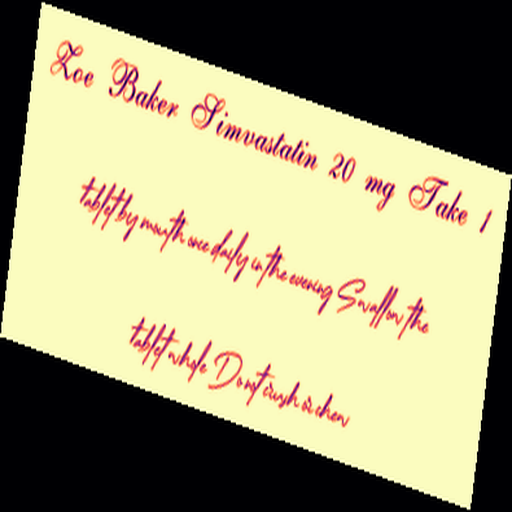 Zoe Baker Simvastatin 20 mg Take 1
tablet by mouth once daily in the evening Swallow the
tablet whole Do not crush or chew